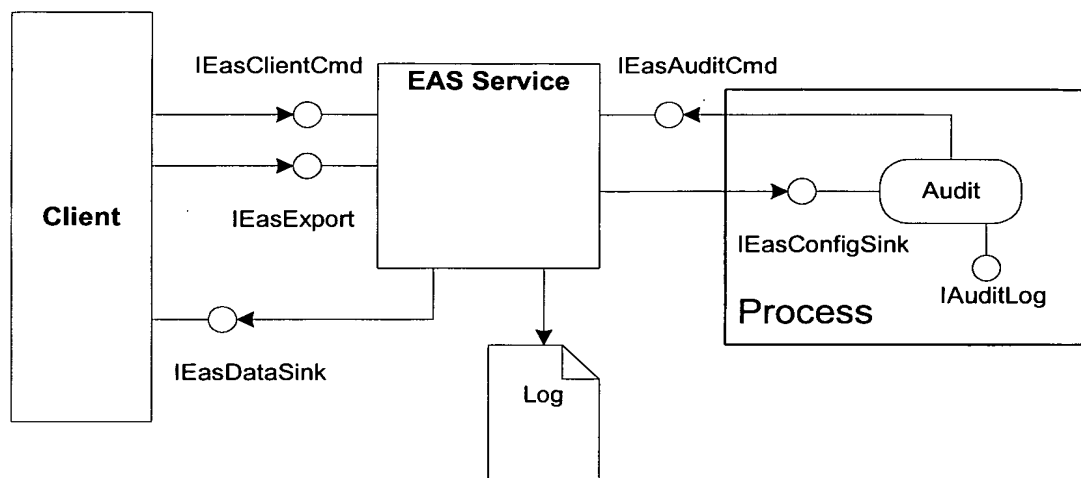 IEasClientCmd
EAS Service
IEasAuditCmd
Client
IEasExport
Audit
IEasConfigSink
IAuditLog
Process
IEasDataSink
Log